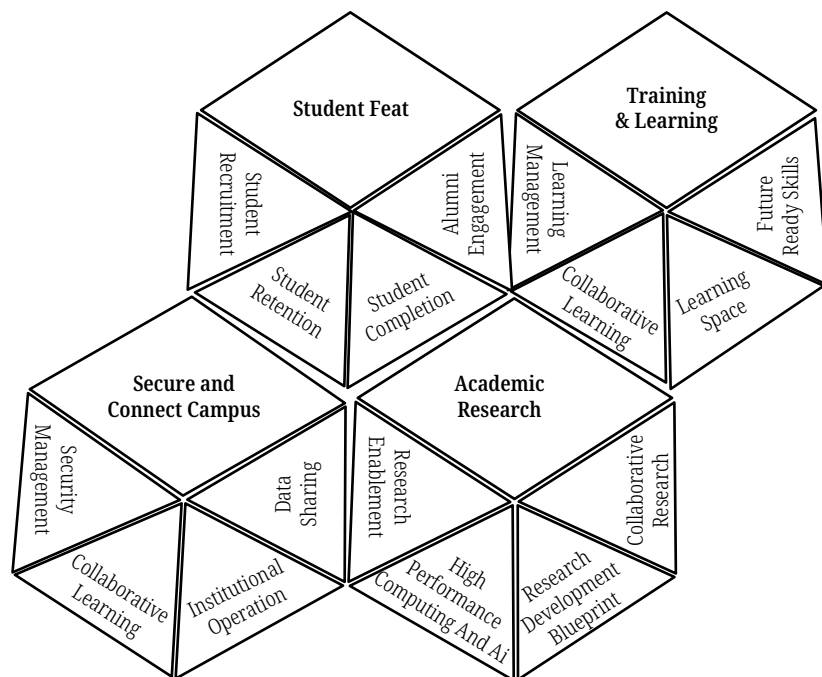 Student Feat
Student
Recruitment
Alumni
Engagement
Student
Retention
Student
Completion
Training
& Learning
Learning
Management
Future
Ready Skills
Collaborative
Learning
Learning
Space
Secure and
Connect Campus
Security
Management
Data
Sharing
Collaborative
Learning
Institutional
Operation
Academic
Research
Research
Enablement
Collaborative
Research
High
Performance
Computing And Ai
Research
Development
Blueprint